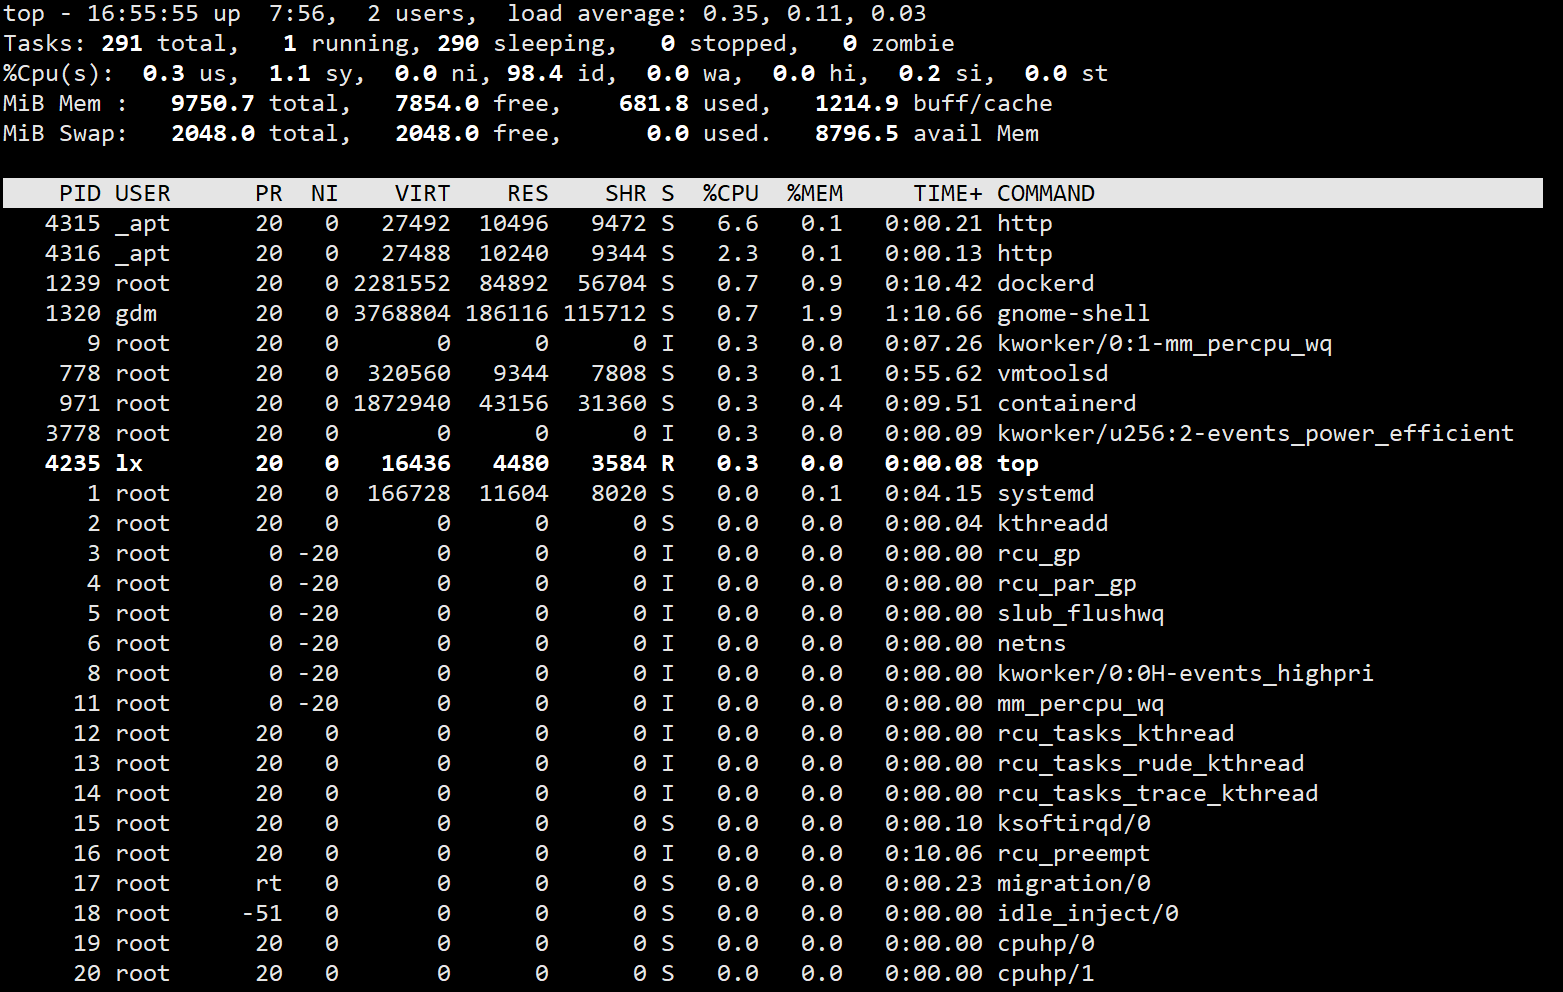 top - 16:55:55 up  7:56,  2 users,  load average: 0.35, 0.11, 0.03
Tasks: 291 total,   1 running, 290 sleeping,   0 stopped,   0 zombie
%Cpu(s):  0.3 us,  1.1 sy,  0.0 ni, 98.4 id,  0.0 wa,  0.0 hi,  0.2 si,  0.0 st
MiB Mem :   9750.7 total,   7854.0 free,    681.8 used,   1214.9 buff/cache
MiB Swap:   2048.0 total,   2048.0 free,      0.0 used.   8796.5 avail Mem
    PID USER      PR  NI    VIRT    RES    SHR S  %CPU  %MEM     TIME+ COMMAND
   4315 _apt      20   0   27492  10496   9472 S   6.6   0.1   0:00.21 http
   4316 _apt      20   0   27488  10240   9344 S   2.3   0.1   0:00.13 http
   1239 root      20   0 2281552  84892  56704 S   0.7   0.9   0:10.42 dockerd
   1320 gdm       20   0 3768804 186116 115712 S   0.7   1.9   1:10.66 gnome-shell
      9 root      20   0       0      0      0 I   0.3   0.0   0:07.26 kworker/0:1-mm_percpu_wq
    778 root      20   0  320560   9344   7808 S   0.3   0.1   0:55.62 vmtoolsd
    971 root      20   0 1872940  43156  31360 S   0.3   0.4   0:09.51 containerd
   3778 root      20   0       0      0      0 I   0.3   0.0   0:00.09 kworker/u256:2-events_power_efficient
   4235 lx        20   0   16436   4480   3584 R   0.3   0.0   0:00.08 top
      1 root      20   0  166728  11604   8020 S   0.0   0.1   0:04.15 systemd
      2 root      20   0       0      0      0 S   0.0   0.0   0:00.04 kthreadd
      3 root       0 -20       0      0      0 I   0.0   0.0   0:00.00 rcu_gp
      4 root       0 -20       0      0      0 I   0.0   0.0   0:00.00 rcu_par_gp
      5 root       0 -20       0      0      0 I   0.0   0.0   0:00.00 slub_flushwq
      6 root       0 -20       0      0      0 I   0.0   0.0   0:00.00 netns
      8 root       0 -20       0      0      0 I   0.0   0.0   0:00.00 kworker/0:0H-events_highpri
     11 root       0 -20       0      0      0 I   0.0   0.0   0:00.00 mm_percpu_wq
     12 root      20   0       0      0      0 I   0.0   0.0   0:00.00 rcu_tasks_kthread
     13 root      20   0       0      0      0 I   0.0   0.0   0:00.00 rcu_tasks_rude_kthread
     14 root      20   0       0      0      0 I   0.0   0.0   0:00.00 rcu_tasks_trace_kthread
     15 root      20   0       0      0      0 S   0.0   0.0   0:00.10 ksoftirqd/0
     16 root      20   0       0      0      0 I   0.0   0.0   0:10.06 rcu_preempt
     17 root      rt   0       0      0      0 S   0.0   0.0   0:00.23 migration/0
     18 root     -51   0       0      0      0 S   0.0   0.0   0:00.00 idle_inject/0
     19 root      20   0       0      0      0 S   0.0   0.0   0:00.00 cpuhp/0
     20 root      20   0       0      0      0 S   0.0   0.0   0:00.00 cpuhp/1